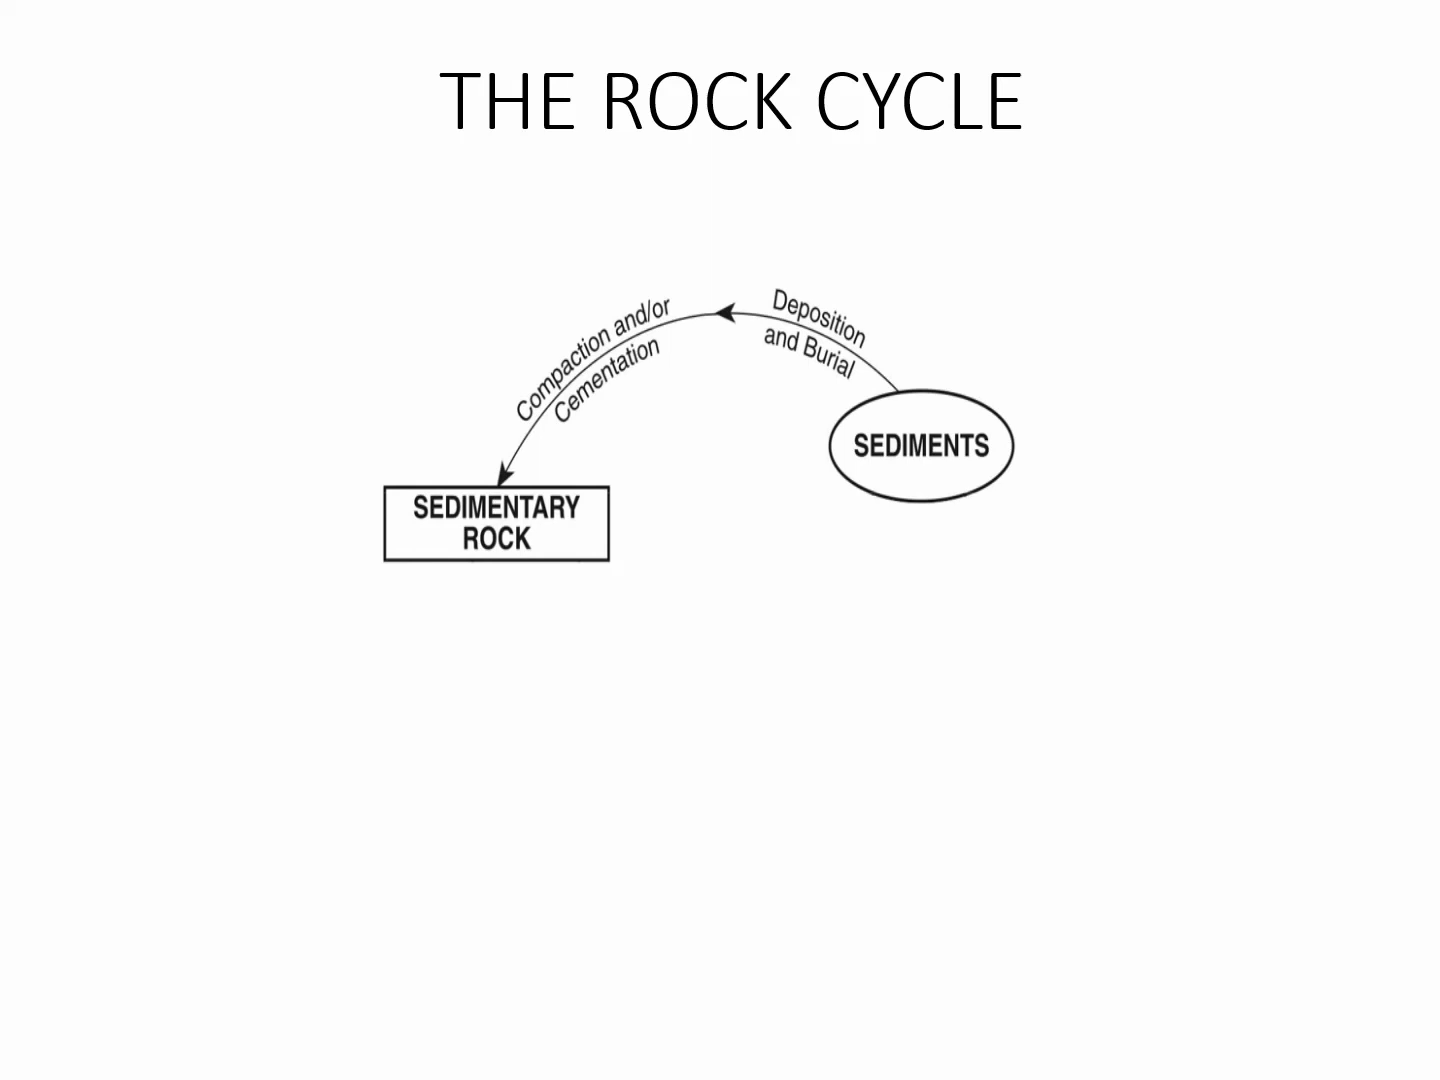 THE ROCK CYCLE
Deposition
and Burial
Compaction and/or
Cementation
SEDIMENTS
SEDIMENTARY
ROCK